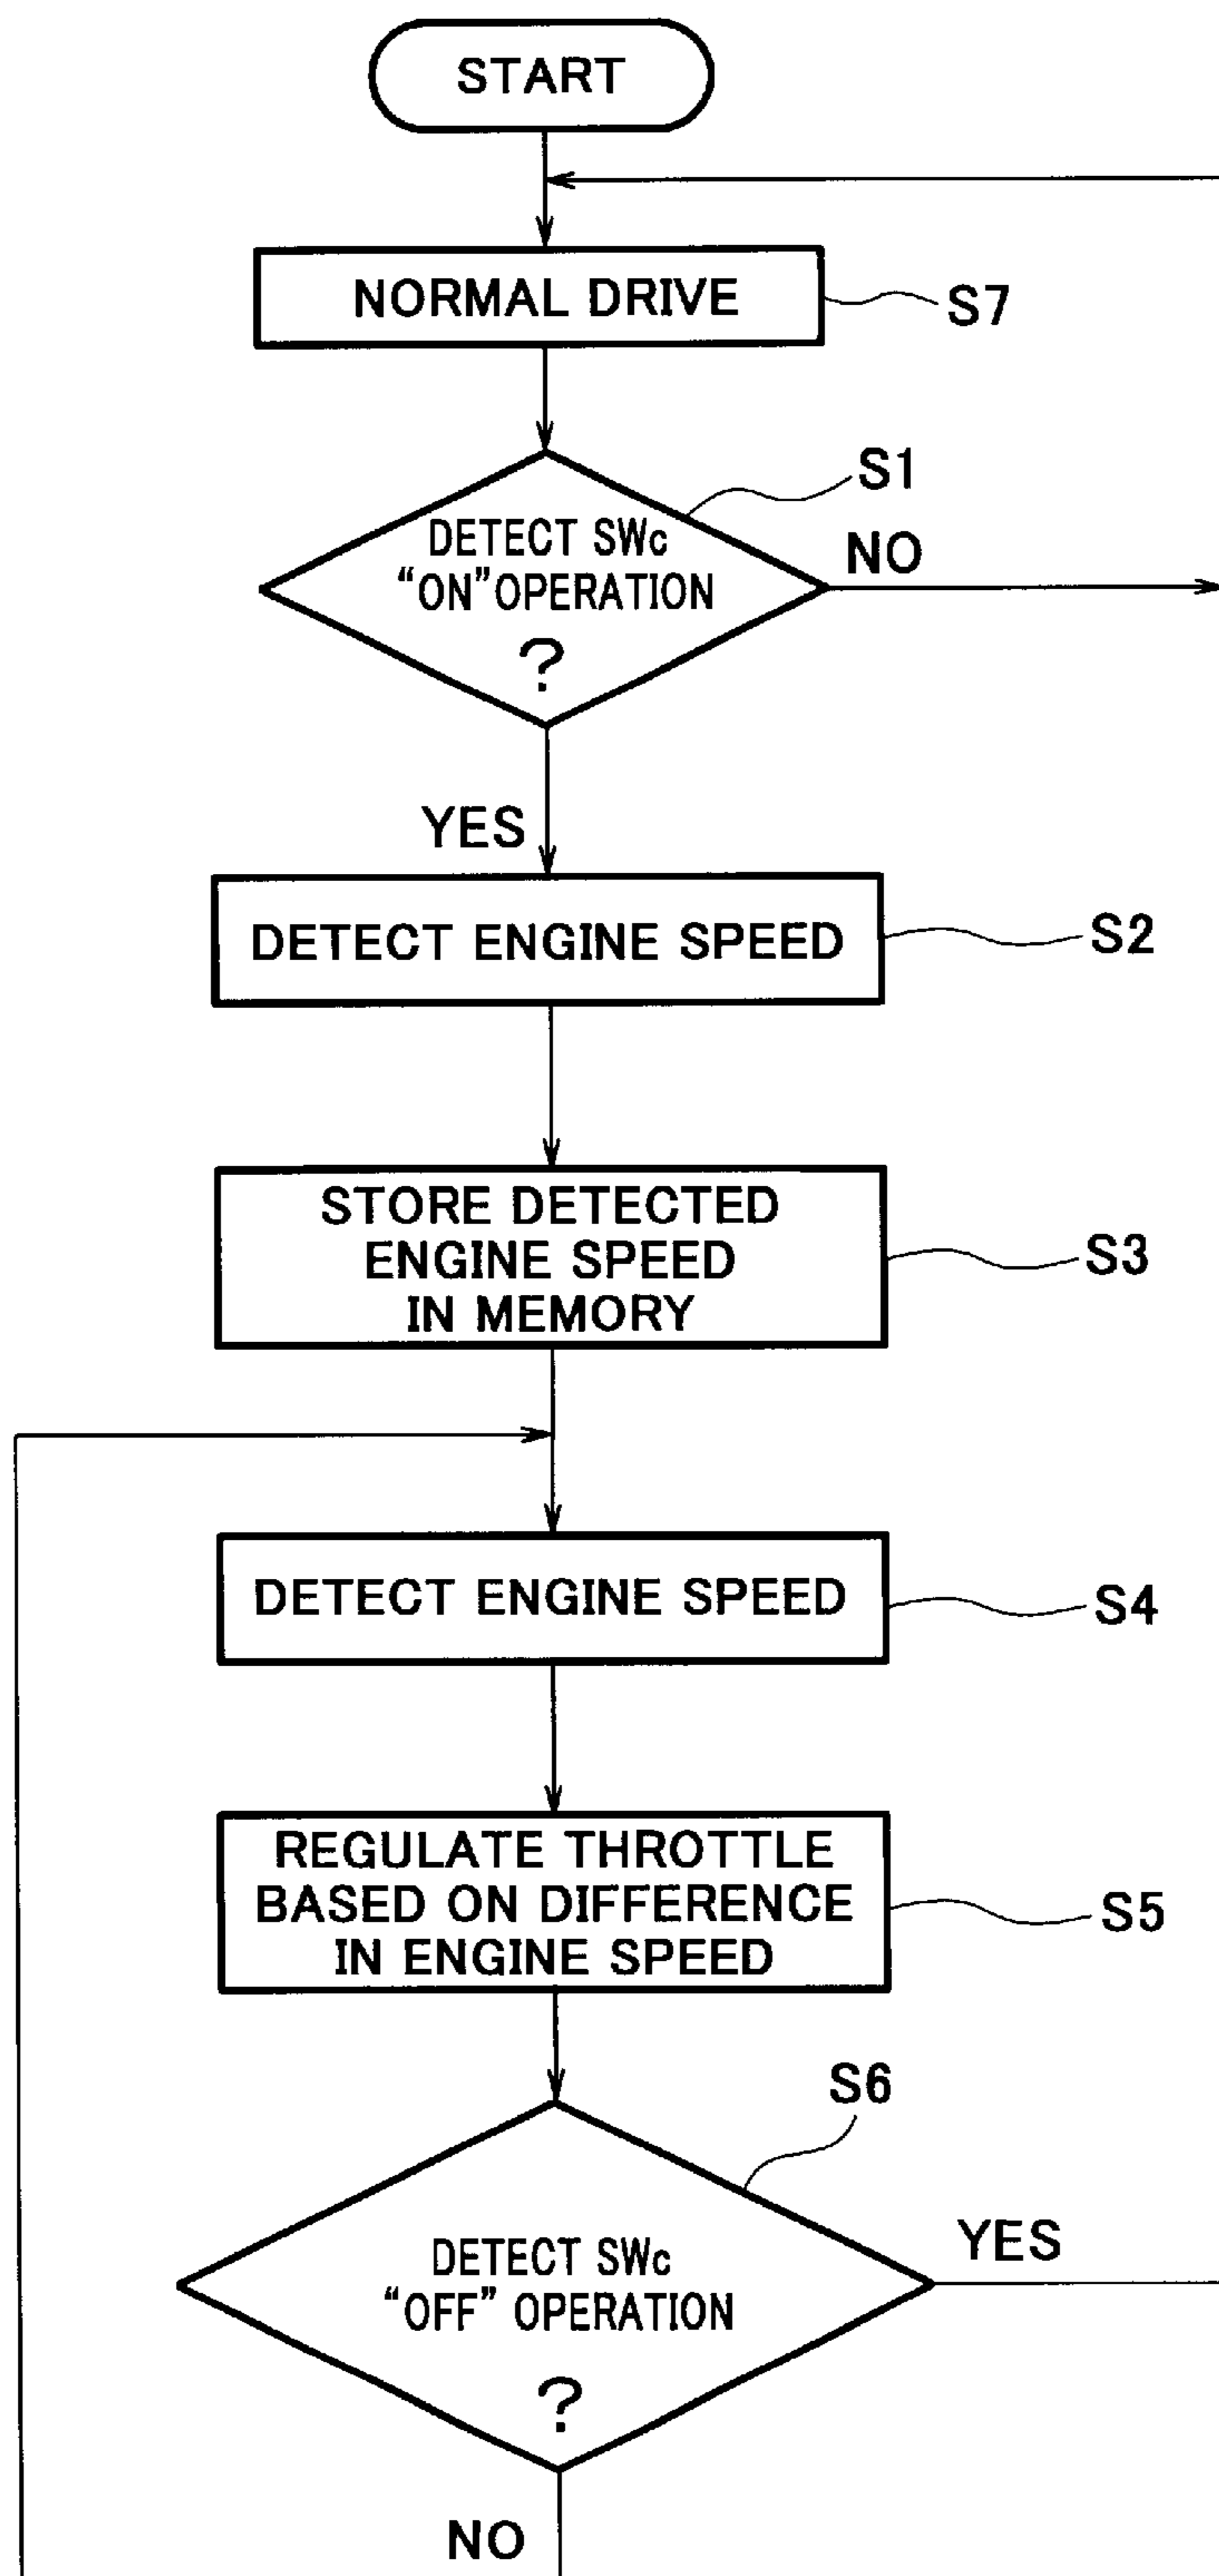 START
NORMAL DRIVE
S7
S1
DETECT SWc
“ON”OPERATION
?
NO
YES
DETECT ENGINE SPEED
S2
STORE DETECTED
ENGINE SPEED
IN MEMORY
S3
DETECT ENGINE SPEED
S4
REGULATE THROTTLE
BASED ON DIFFERENCE
IN ENGINE SPEED
S5
S6
DETECT SWc
“OFF” OPERATION
?
YES
NO